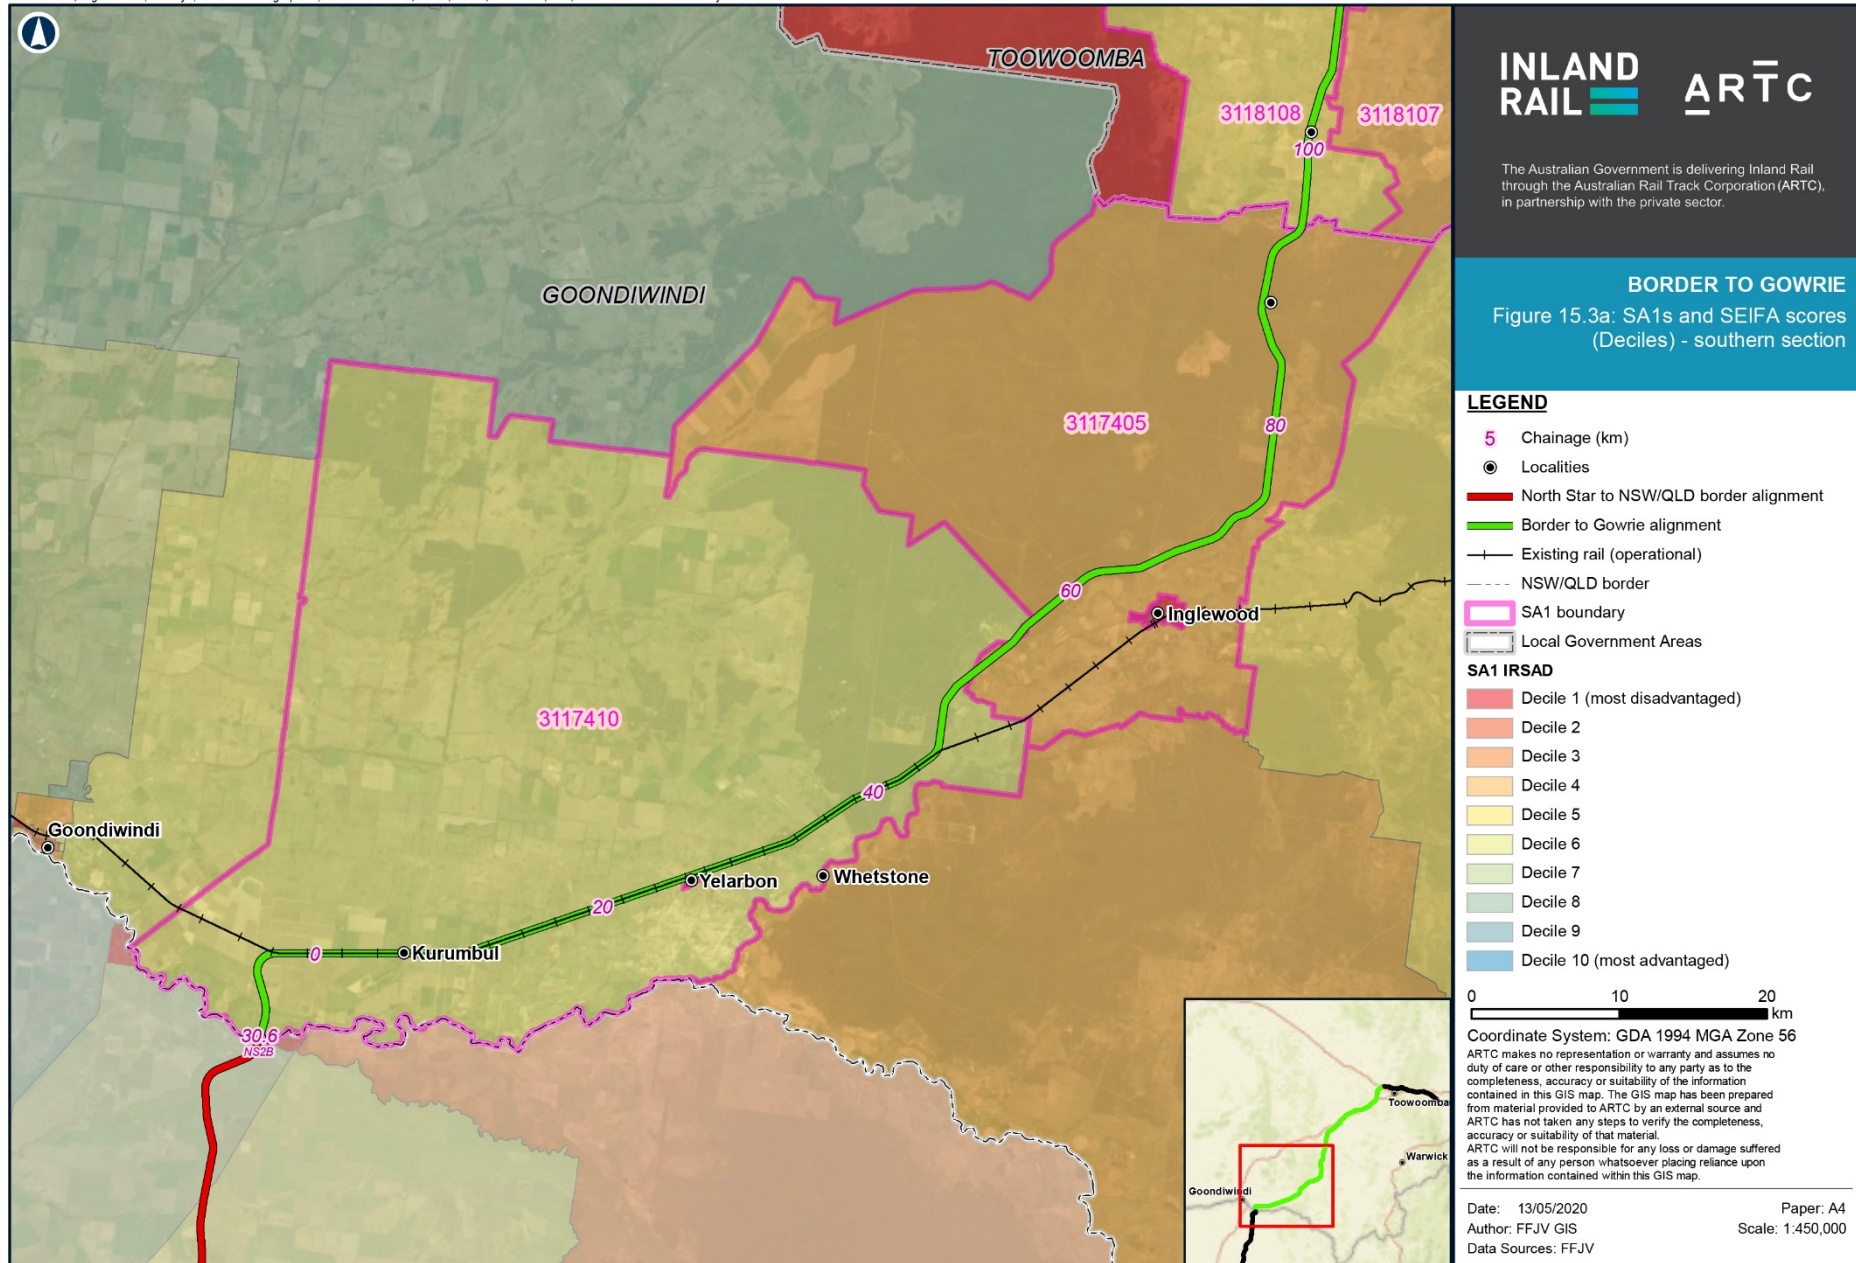 TOOWOOMBA
3118108
3118107
100
GOONDIWINDI
3117405
80
60
Inglewood
3117410
40
Goondiwindi
Yelarbon
Whetstone
20
Kurumbul
0
30.6
NS2B
Toowoomba
Warwick
Goondiwindi
INLAND
RAIL
ARTC
The Australian Government is delivering Inland Rail
through the Australian Rail Track Corporation (ARTC),
in partnership with the private sector.
BORDER TO GOWRIE
Figure 15.3a: SA1s and SEIFA scores
(Deciles) - southern section
LEGEND
5 Chainage (km)
Localities
North Star to NSW/QLD border alignment
Border to Gowrie alignment
Existing rail (operational)
NSW/QLD border
SA1 boundary
Local Government Areas
SA1 IRSAD
Decile 1 (most disadvantaged)
Decile 2
Decile 3
Decile 4
Decile 5
Decile 6
Decile 7
Decile 8
Decile 9
Decile 10 (most advantaged)
0 10 20
km
Coordinate System: GDA 1994 MGA Zone 56
ARTC makes no representation or warranty and assumes no
duty of care or other responsibility to any party as to the
completeness, accuracy or suitability of the information
contained in this GIS map. The GIS map has been prepared
from material provided to ARTC by an external source and
ARTC has not taken any steps to verify the completeness,
accuracy or suitability of that material.
ARTC will not be responsible for any loss or damage suffered
as a result of any person whatsoever placing reliance upon
the information contained within this GIS map.
Date: 13/05/2020 Paper: A4
Author: FFJV GIS Scale: 1:450,000
Data Sources: FFJV